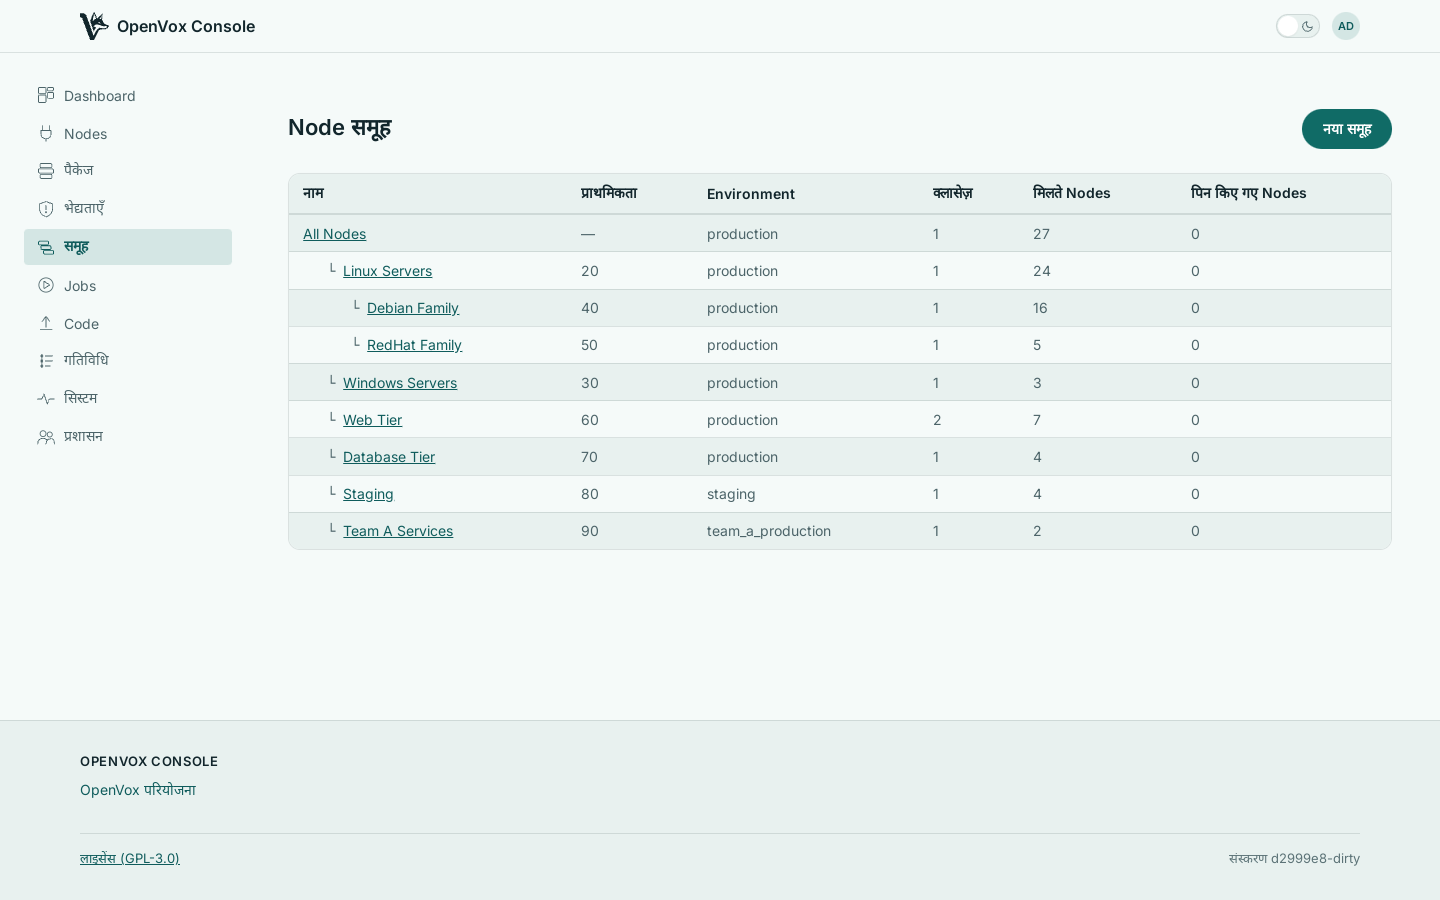 OpenVox Console
AD
Dashboard
Nodes
पैकेज
भेद्यताएँ
समूह
Jobs
Code
गतिविधि
सिस्टम
प्रशासन
Node समूह
नया समूह
नाम प्राथमिकता Environment क्लासेज़ मिलते Nodes पिन किए गए Nodes
All Nodes — production 1 27 0
└ Linux Servers 20 production 1 24 0
└ Debian Family 40 production 1 16 0
└ RedHat Family 50 production 1 5 0
└ Windows Servers 30 production 1 3 0
└ Web Tier 60 production 2 7 0
└ Database Tier 70 production 1 4 0
└ Staging 80 staging 1 4 0
└ Team A Services 90 team_a_production 1 2 0
OPENVOX CONSOLE
OpenVox परियोजना
लाइसेंस (GPL-3.0)
संस्करण d2999e8-dirty